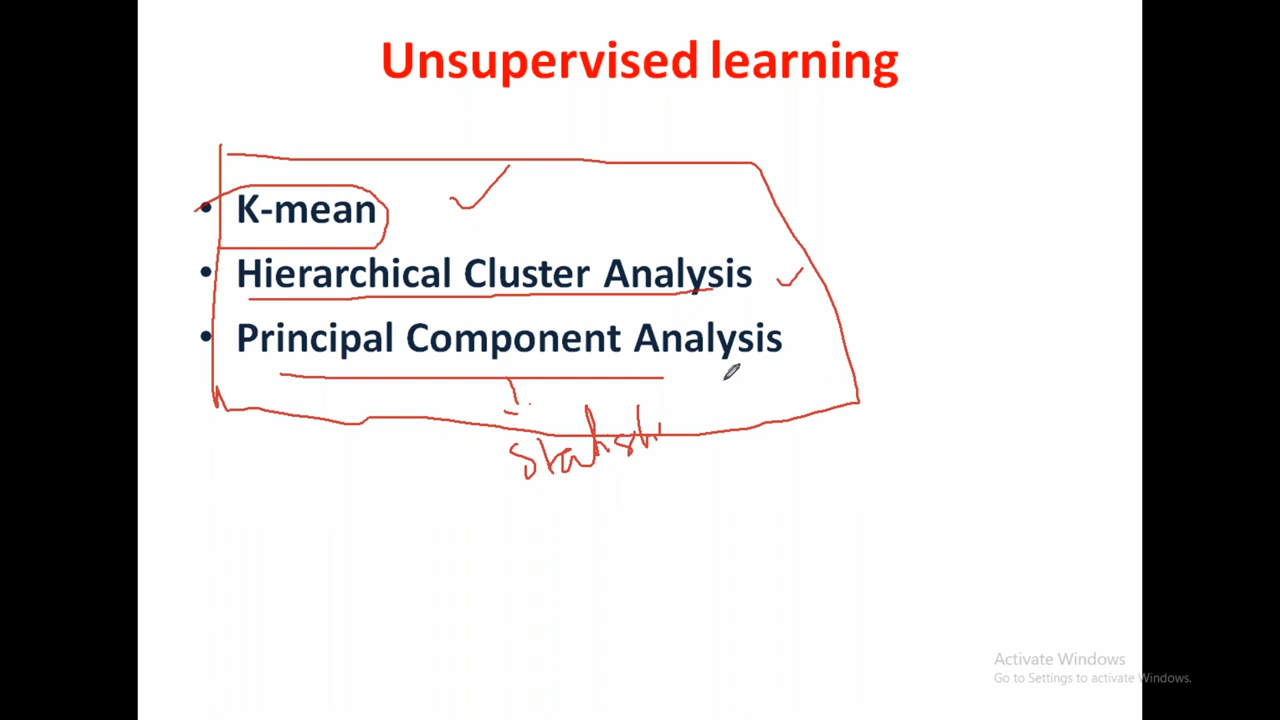 Unsupervised learning
• K-mean
• Hierarchical Cluster Analysis
• Principal Component Analysis
Activate Windows
Go to Settings to activate Windows.